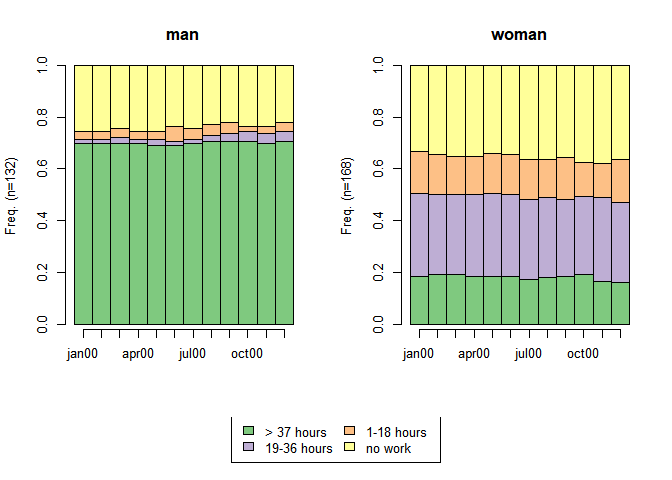 man
woman
Freq. (n=132)
1.0
0.8
0.6
0.4
0.2
0.0
jan00 apr00 jul00 oct00
Freq. (n=168)
1.0
0.8
0.6
0.4
0.2
0.0
jan00 apr00 jul00 oct00
> 37 hours 1-18 hours
19-36 hours no work